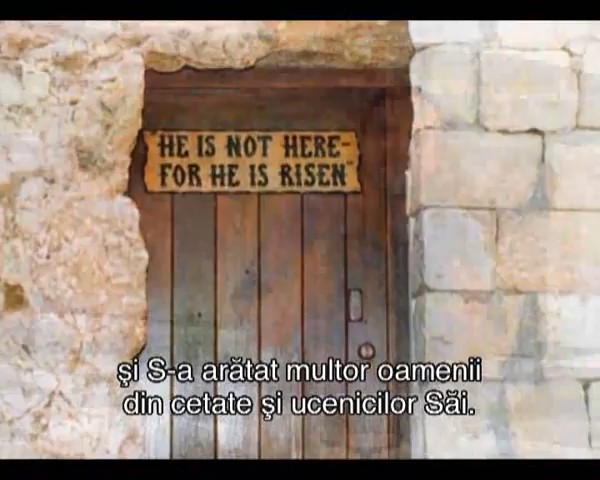 "HE IS NOT HERE-
FOR HE IS RISEN"
şi S-a arătat multor oamenii
din cetate şi ucenicilor Săi.